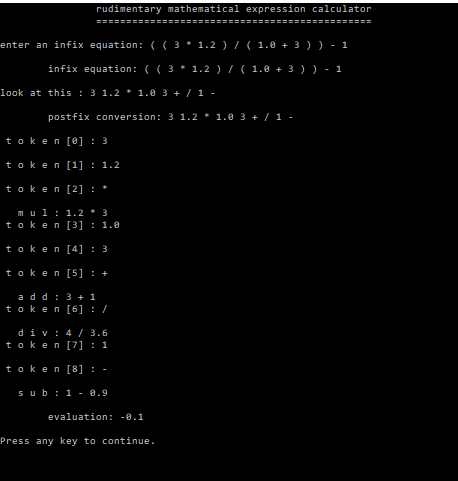 rudimentary mathematical expression calculator
==============================================
enter an infix equation: ( ( 3 * 1.2 ) / ( 1.0 + 3 ) ) - 1
infix equation: ( ( 3 * 1.2 ) / ( 1.0 + 3 ) ) - 1
look at this : 3 1.2 * 1.0 3 + / 1 -
postfix conversion: 3 1.2 * 1.0 3 + / 1 -
t o k e n [0] : 3
t o k e n [1] : 1.2
t o k e n [2] : *
m u l : 1.2 * 3
t o k e n [3] : 1.0
t o k e n [4] : 3
t o k e n [5] : +
a d d : 3 + 1
t o k e n [6] : /
d i v : 4 / 3.6
t o k e n [7] : 1
t o k e n [8] : -
s u b : 1 - 0.9
evaluation: -0.1
Press any key to continue.